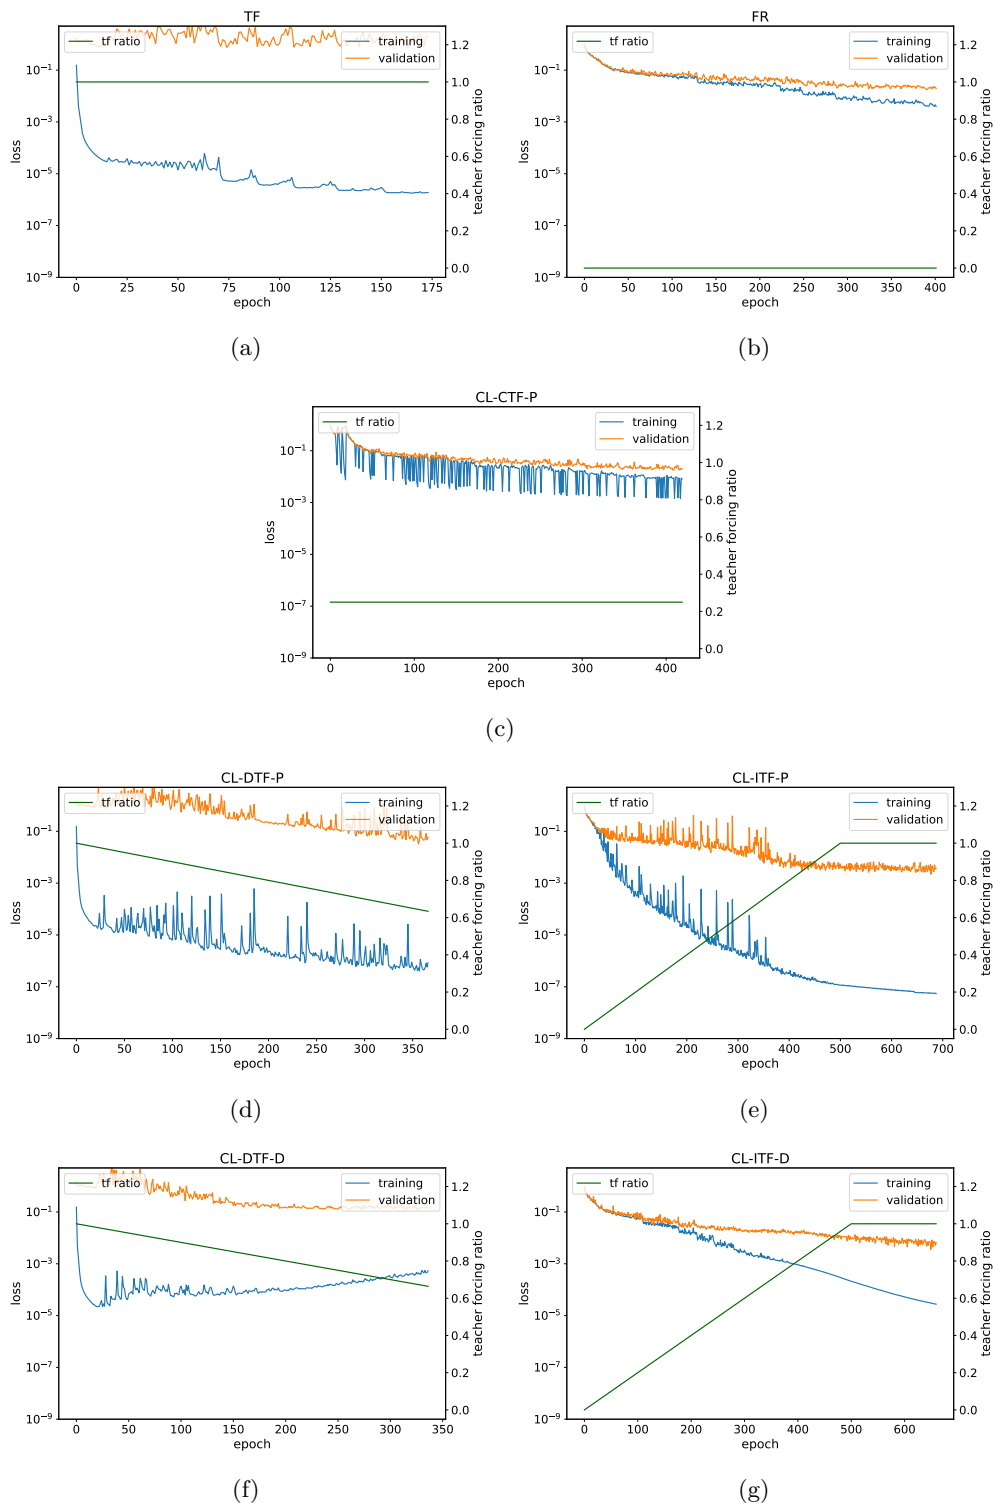 TF
tf ratio
training
validation
loss
10⁻¹
10⁻³
10⁻⁵
10⁻⁷
10⁻⁹
0 25 50 75 100 125 150 175
epoch
1.2
1.0
0.8
0.6
0.4
0.2
0.0
teacher forcing ratio
(a)
FR
tf ratio
training
validation
loss
10⁻¹
10⁻³
10⁻⁵
10⁻⁷
10⁻⁹
0 50 100 150 200 250 300 350 400
epoch
1.2
1.0
0.8
0.6
0.4
0.2
0.0
teacher forcing ratio
(b)
CL-CTF-P
tf ratio
training
validation
loss
10⁻¹
10⁻³
10⁻⁵
10⁻⁷
10⁻⁹
0 100 200 300 400
epoch
1.2
1.0
0.8
0.6
0.4
0.2
0.0
teacher forcing ratio
(c)
CL-DTF-P
tf ratio
training
validation
loss
10⁻¹
10⁻³
10⁻⁵
10⁻⁷
10⁻⁹
0 50 100 150 200 250 300 350
epoch
1.2
1.0
0.8
0.6
0.4
0.2
0.0
teacher forcing ratio
(d)
CL-ITF-P
tf ratio
training
validation
loss
10⁻¹
10⁻³
10⁻⁵
10⁻⁷
10⁻⁹
0 100 200 300 400 500 600 700
epoch
1.2
1.0
0.8
0.6
0.4
0.2
0.0
teacher forcing ratio
(e)
CL-DTF-D
tf ratio
training
validation
loss
10⁻¹
10⁻³
10⁻⁵
10⁻⁷
10⁻⁹
0 50 100 150 200 250 300 350
epoch
1.2
1.0
0.8
0.6
0.4
0.2
0.0
teacher forcing ratio
(f)
CL-ITF-D
tf ratio
training
validation
loss
10⁻¹
10⁻³
10⁻⁵
10⁻⁷
10⁻⁹
0 100 200 300 400 500 600
epoch
1.2
1.0
0.8
0.6
0.4
0.2
0.0
teacher forcing ratio
(g)